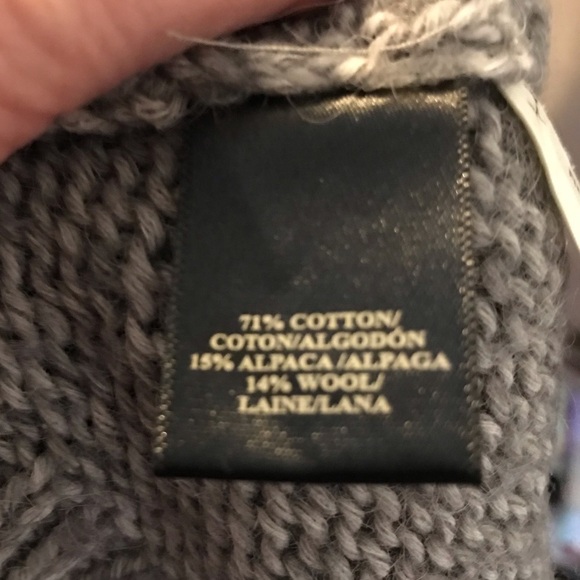 71% COTTON/
COTON/ALGODÓN
15% ALPACA /ALPAGA
14% WOOL/
LAINE/LANA